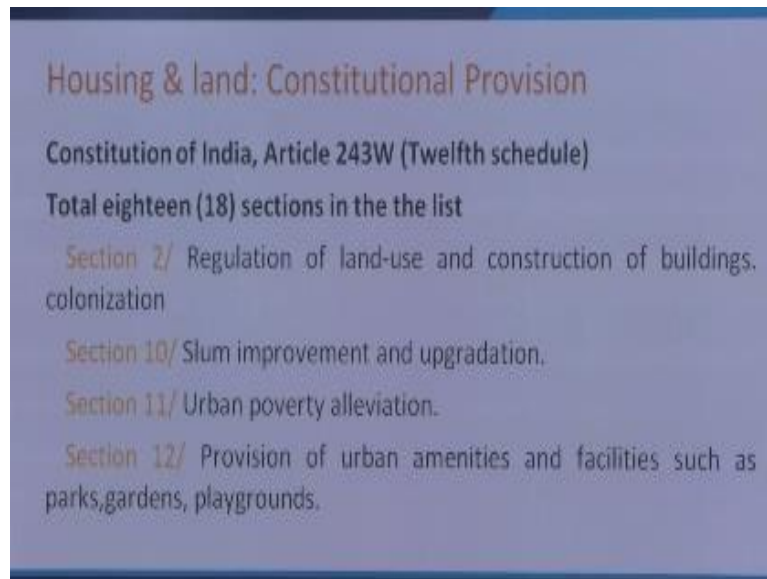 Housing & land: Constitutional Provision
Constitution of India, Article 243W (Twelfth schedule)
Total eighteen (18) sections in the the list
Section 2/ Regulation of land-use and construction of buildings.
colonization
Section 10/ Slum improvement and upgradation.
Section 11/ Urban poverty alleviation.
Section 12/ Provision of urban amenities and facilities such as
parks,gardens, playgrounds.